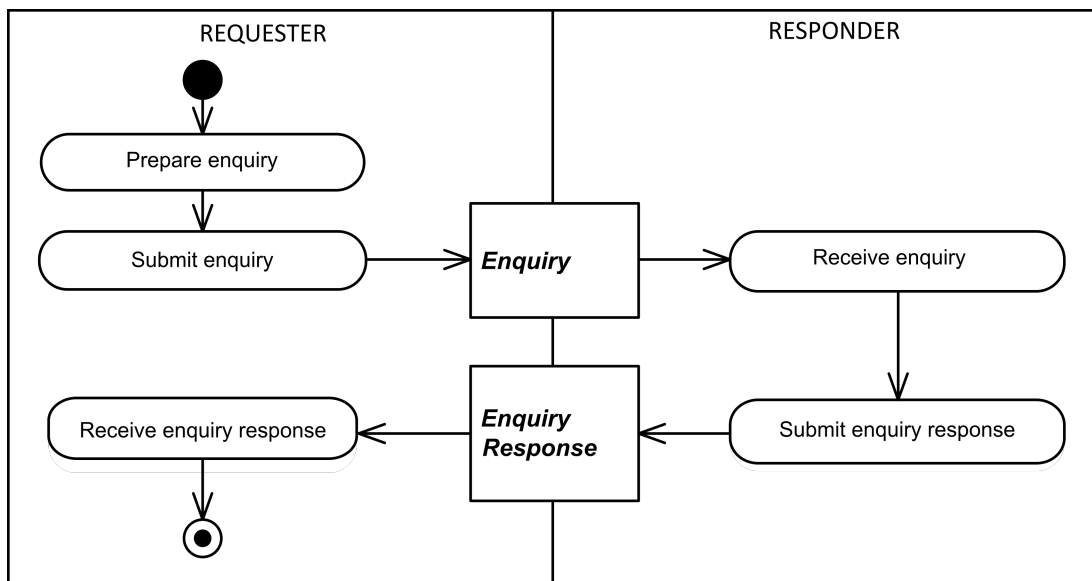 REQUESTER
RESPONDER
Prepare enquiry
Submit enquiry
Enquiry
Receive enquiry
Receive enquiry response
Enquiry
Response
Submit enquiry response